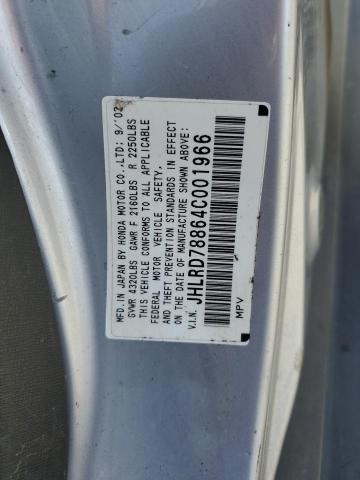 MFD.IN JAPAN BY HONDA MOTOR CO.,LTD; 9/'02
GVWR 4320LBS GAWR F 2160LBS R 2250LBS
THIS VEHICLE CONFORMS TO ALL APPLICABLE
FEDERAL MOTOR VEHICLE SAFETY,
AND THEFT PREVENTION STANDARDS IN EFFECT
ON THE DATE OF MANUFACTURE SHOWN ABOVE:
V.I.N. JHLRD78864C001966
MPV